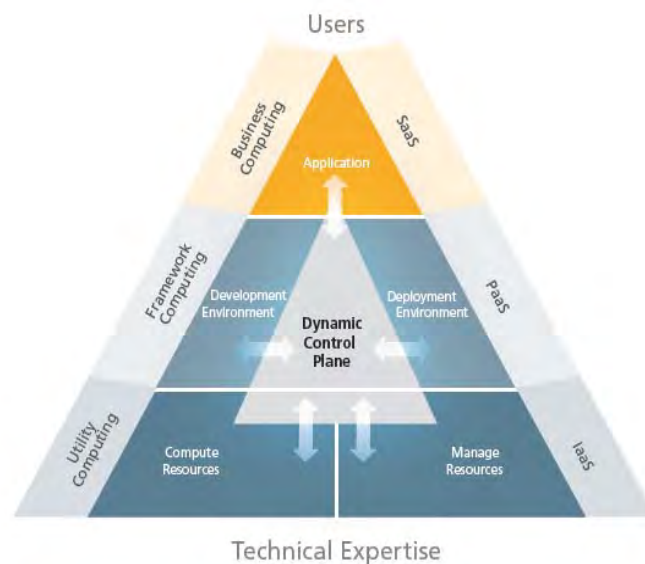 Users
Business
Computing
SaaS
Application
Framework
Computing
PaaS
Development
Environment
Deployment
Environment
Dynamic
Control
Plane
Utility
Computing
IaaS
Compute
Resources
Manage
Resources
Technical Expertise